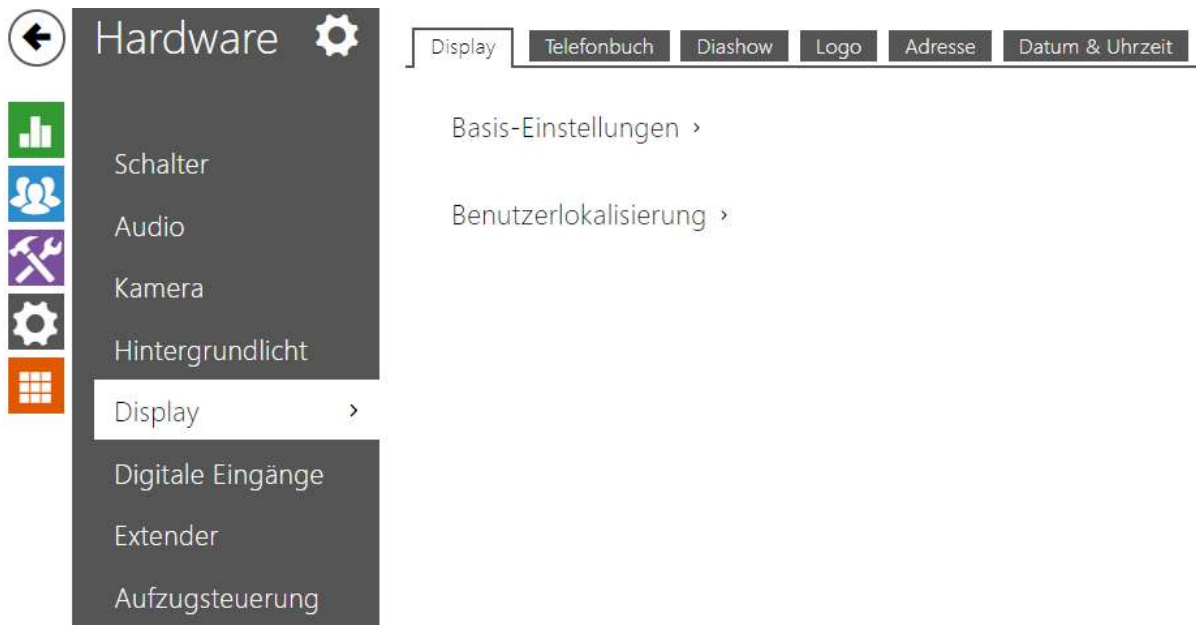 Hardware
Schalter
Audio
Kamera
Hintergrundlicht
Display
Digitale Eingänge
Extender
Aufzugsteuerung
Display Telefonbuch Diashow Logo Adresse Datum & Uhrzeit
Basis-Einstellungen ›
Benutzerlokalisierung ›